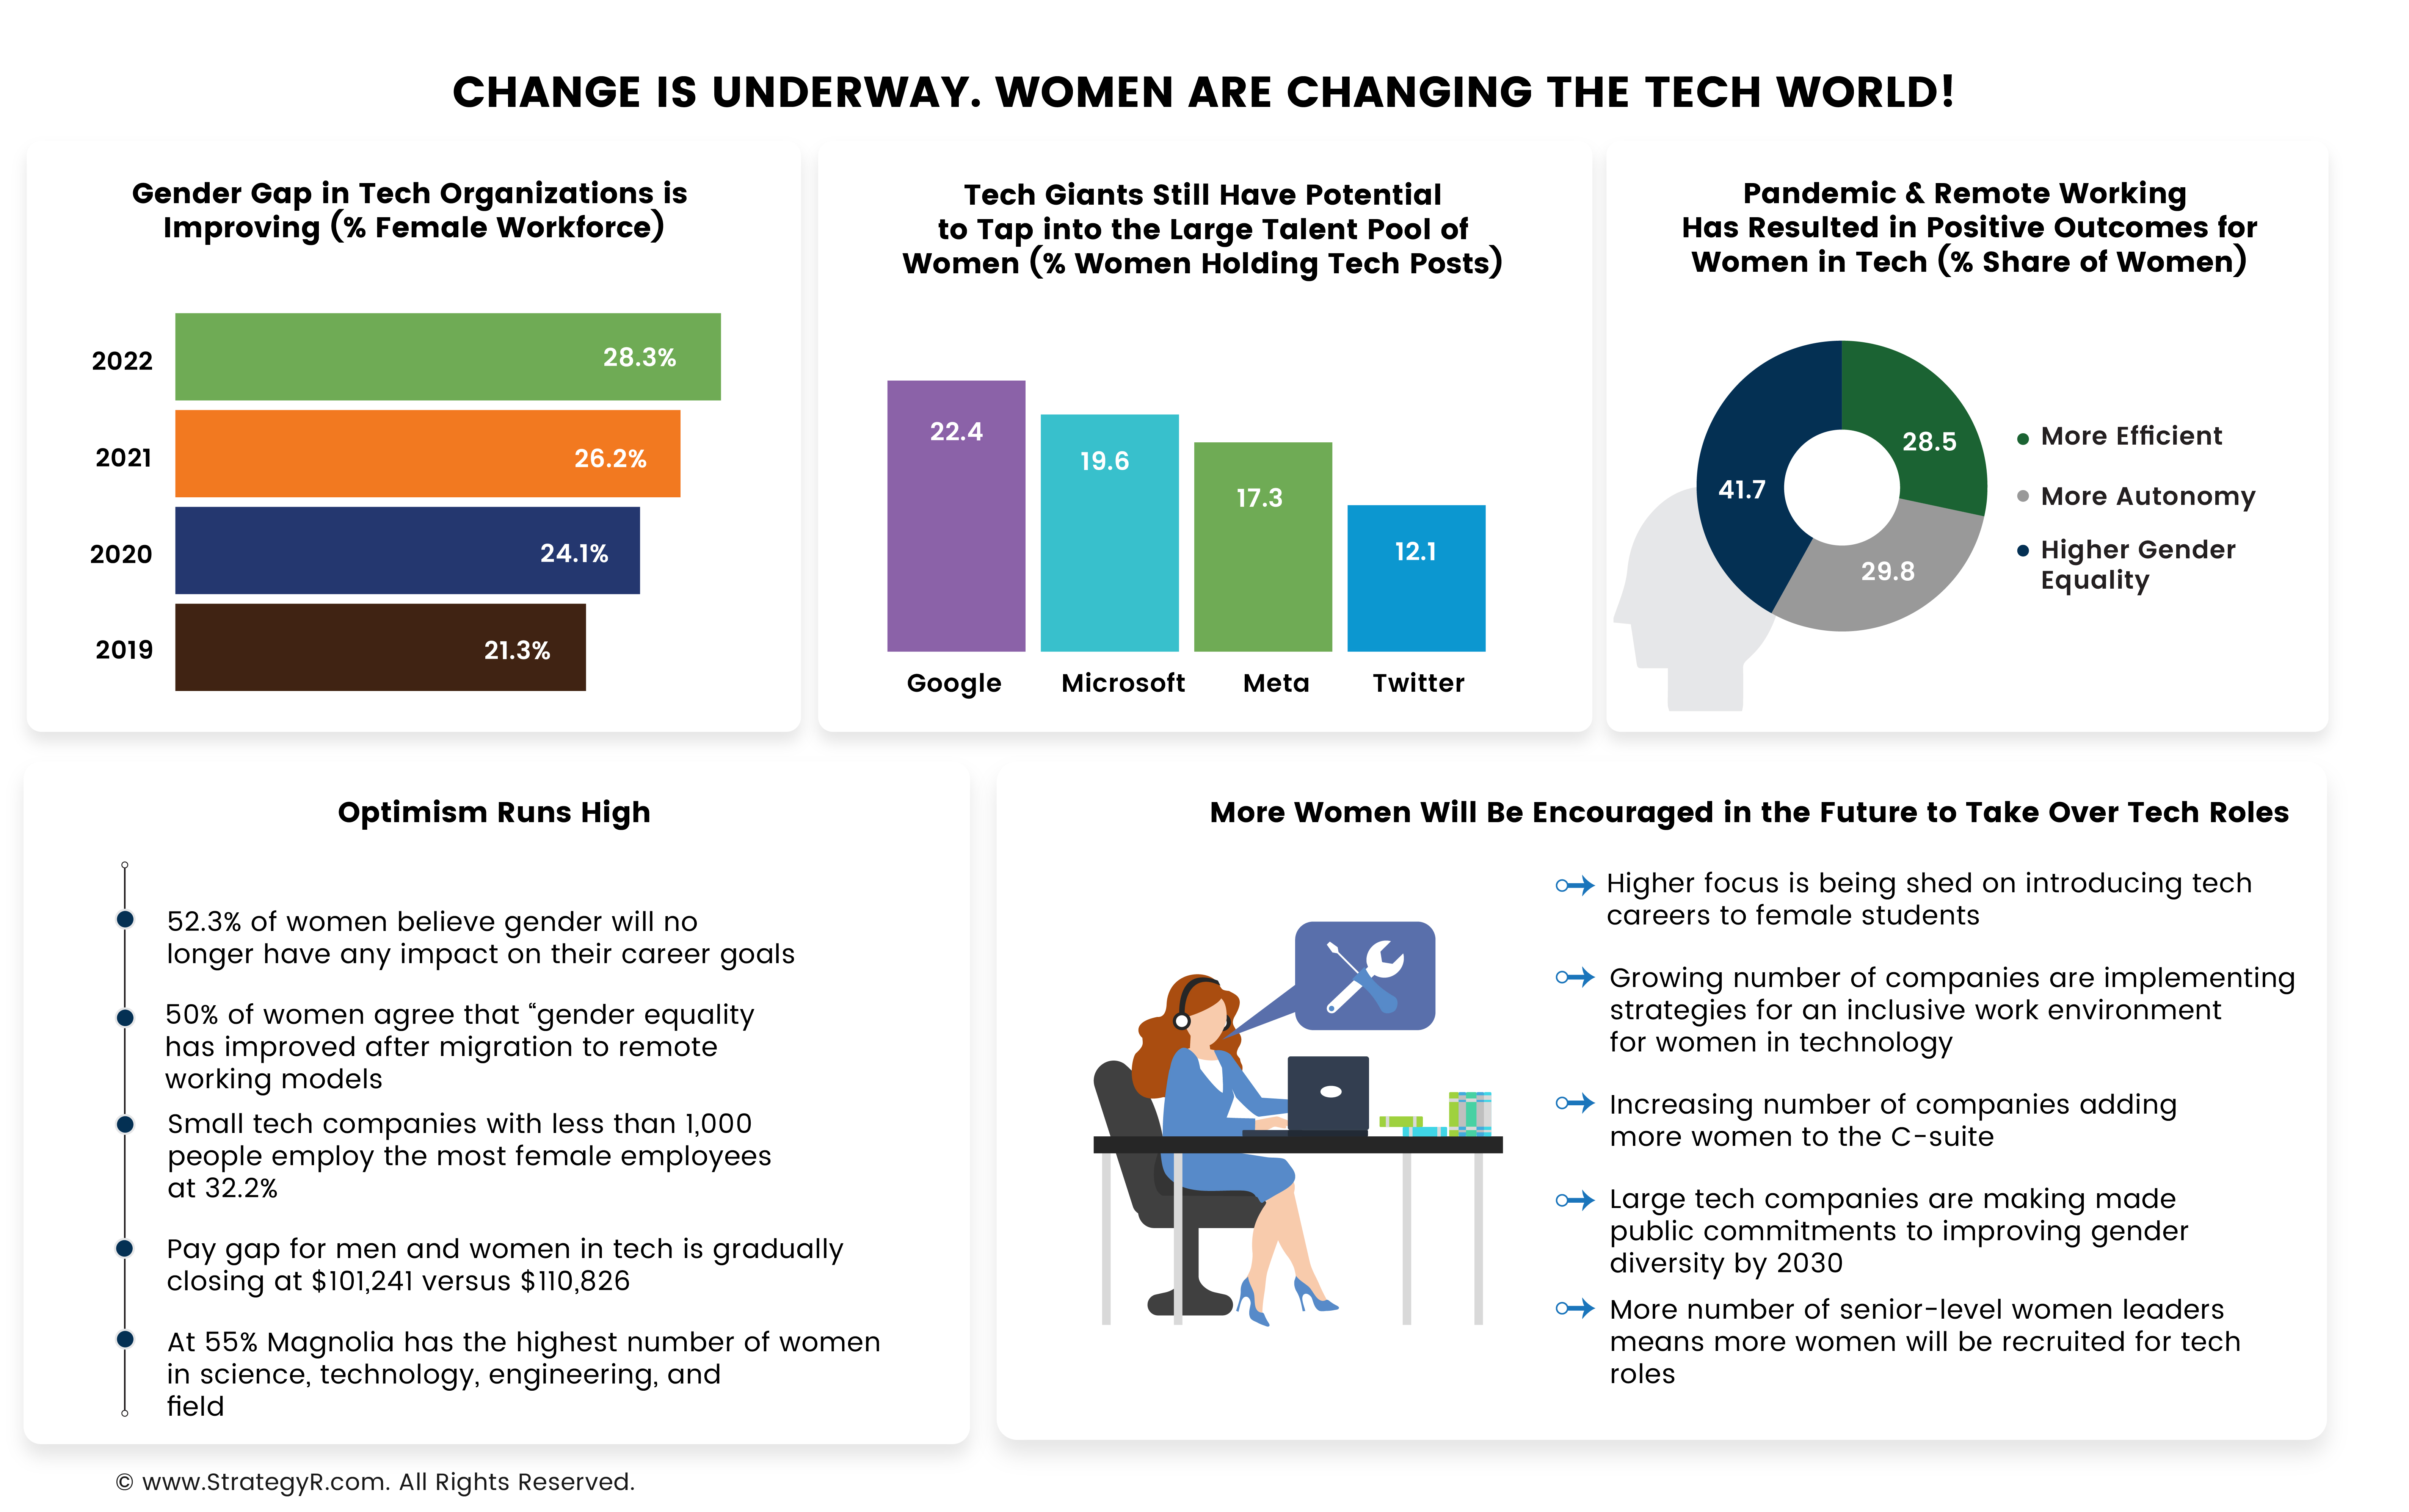 CHANGE IS UNDERWAY. WOMEN ARE CHANGING THE TECH WORLD!
Gender Gap in Tech Organizations is
Improving (% Female Workforce)
2022
28.3%
2021
26.2%
2020
24.1%
2019
21.3%
Tech Giants Still Have Potential
to Tap into the Large Talent Pool of
Women (% Women Holding Tech Posts)
22.4
19.6
17.3
12.1
Google
Microsoft
Meta
Twitter
Pandemic & Remote Working
Has Resulted in Positive Outcomes for
Women in Tech (% Share of Women)
28.5
41.7
29.8
More Efficient
More Autonomy
Higher Gender
Equality
Optimism Runs High
52.3% of women believe gender will no
longer have any impact on their career goals
50% of women agree that “gender equality
has improved after migration to remote
working models
Small tech companies with less than 1,000
people employ the most female employees
at 32.2%
Pay gap for men and women in tech is gradually
closing at $101,241 versus $110,826
At 55% Magnolia has the highest number of women
in science, technology, engineering, and
field
More Women Will Be Encouraged in the Future to Take Over Tech Roles
Higher focus is being shed on introducing tech
careers to female students
Growing number of companies are implementing
strategies for an inclusive work environment
for women in technology
Increasing number of companies adding
more women to the C-suite
Large tech companies are making made
public commitments to improving gender
diversity by 2030
More number of senior-level women leaders
means more women will be recruited for tech
roles
© www.StrategyR.com. All Rights Reserved.